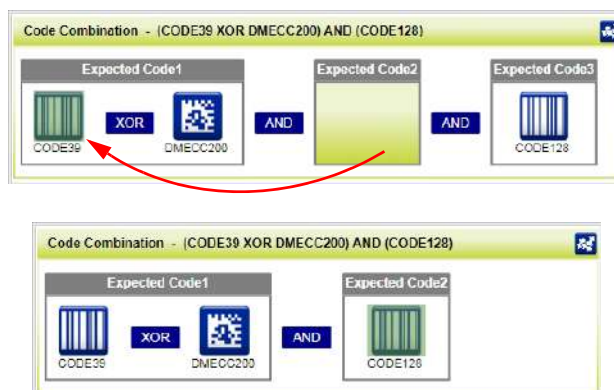 Code Combination - (CODE39 XOR DMECC200) AND (CODE128)
Expected Code1 Expected Code2 Expected Code3
XOR AND AND
CODE39 DMECC200 CODE128
Code Combination - (CODE39 XOR DMECC200) AND (CODE128)
Expected Code1 Expected Code2
XOR AND
CODE39 DMECC200 CODE128